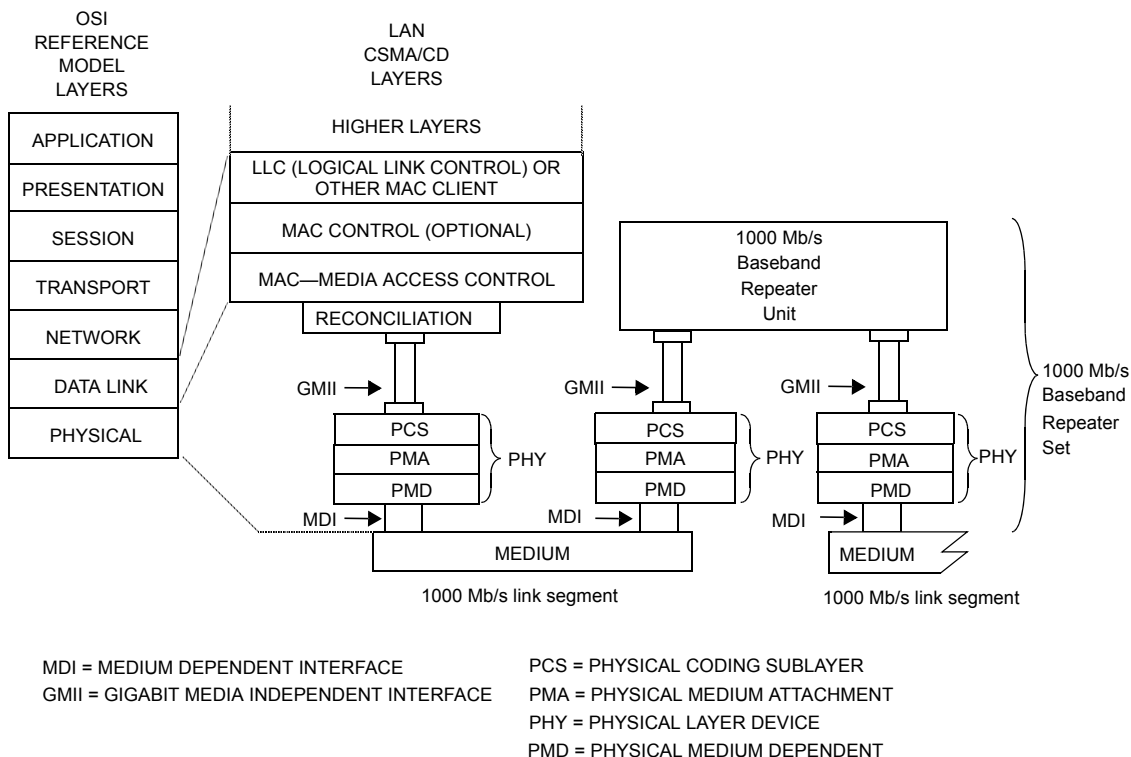 OSI
REFERENCE
MODEL
LAYERS
APPLICATION
PRESENTATION
SESSION
TRANSPORT
NETWORK
DATA LINK
PHYSICAL
LAN
CSMA/CD
LAYERS
HIGHER LAYERS
LLC (LOGICAL LINK CONTROL) OR
OTHER MAC CLIENT
MAC CONTROL (OPTIONAL)
MAC—MEDIA ACCESS CONTROL
RECONCILIATION
GMII
PCS
PMA
PMD
PHY
MDI
1000 Mb/s
Baseband
Repeater
Unit
GMII
PCS
PMA
PMD
PHY
MDI
GMII
PCS
PMA
PMD
PHY
MDI
1000 Mb/s
Baseband
Repeater
Set
MEDIUM
1000 Mb/s link segment
MEDIUM
1000 Mb/s link segment
MDI = MEDIUM DEPENDENT INTERFACE
GMII = GIGABIT MEDIA INDEPENDENT INTERFACE
PCS = PHYSICAL CODING SUBLAYER
PMA = PHYSICAL MEDIUM ATTACHMENT
PHY = PHYSICAL LAYER DEVICE
PMD = PHYSICAL MEDIUM DEPENDENT